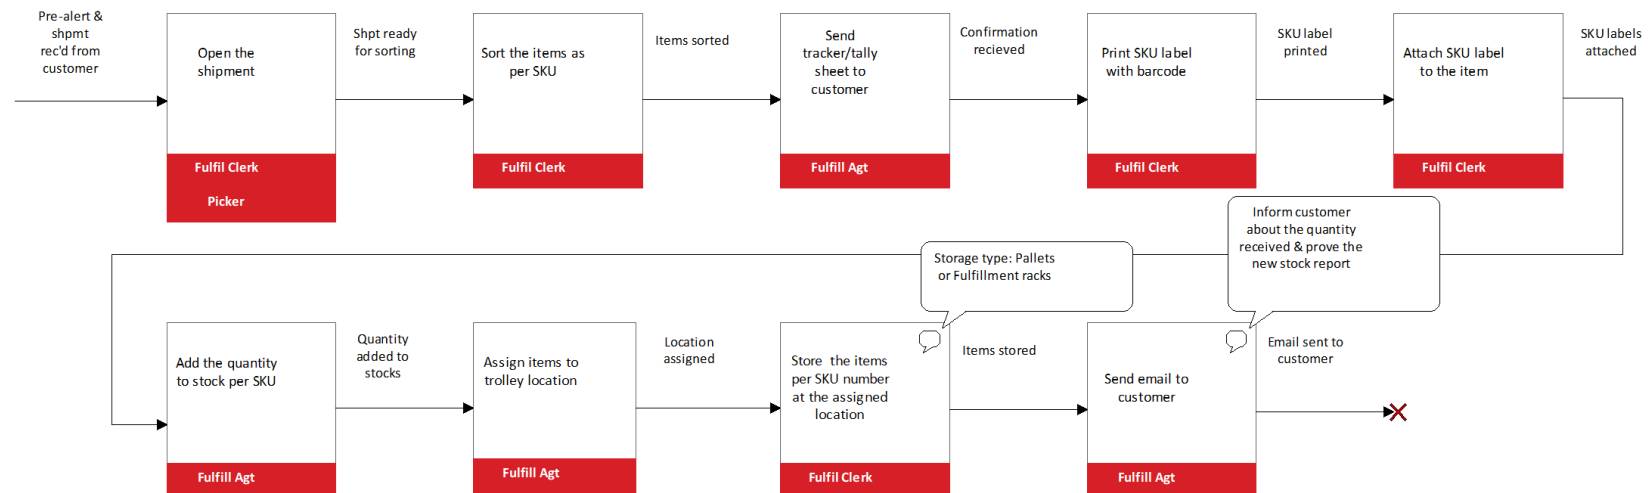 Pre-alert &
shpmt
rec'd from
customer
Open the
shipment
Fulfil Clerk
Picker
Shpt ready
for sorting
Sort the items as
per SKU
Fulfil Clerk
Items sorted
Send
tracker/tally
sheet to
customer
Fulfill Agt
Confirmation
recieved
Print SKU label
with barcode
Fulfil Clerk
SKU label
printed
Attach SKU label
to the item
Fulfil Clerk
SKU labels
attached
Add the quantity
to stock per SKU
Fulfill Agt
Quantity
added to
stocks
Assign items to
trolley location
Fulfill Agt
Location
assigned
Storage type: Pallets
or Fulfillment racks
Store the items
per SKU number
at the assigned
location
Fulfil Clerk
Items stored
Inform customer
about the quantity
received & prove the
new stock report
Send email to
customer
Fulfill Agt
Email sent to
customer